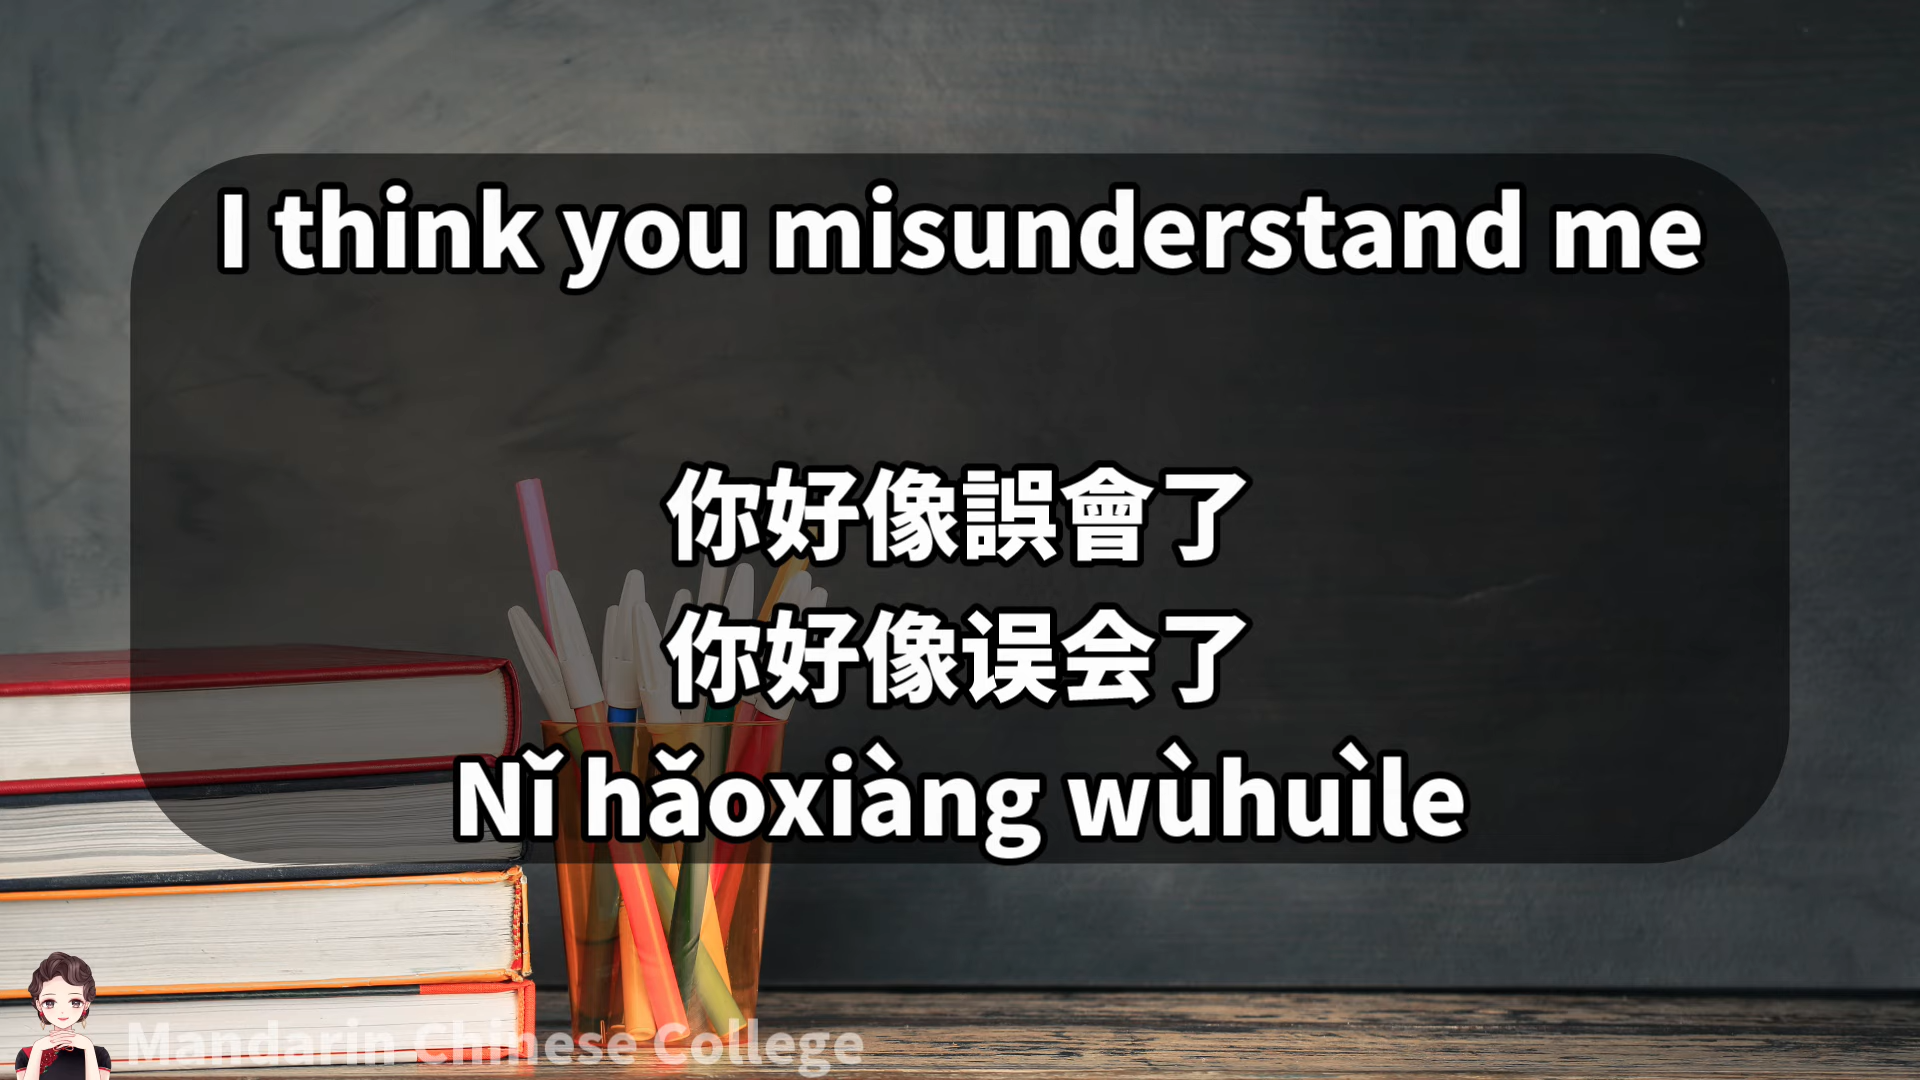 I think you misunderstand me
你好像誤會了
你好像误会了
Nǐ hǎoxiàng wùhuìle
Mandarin Chinese College